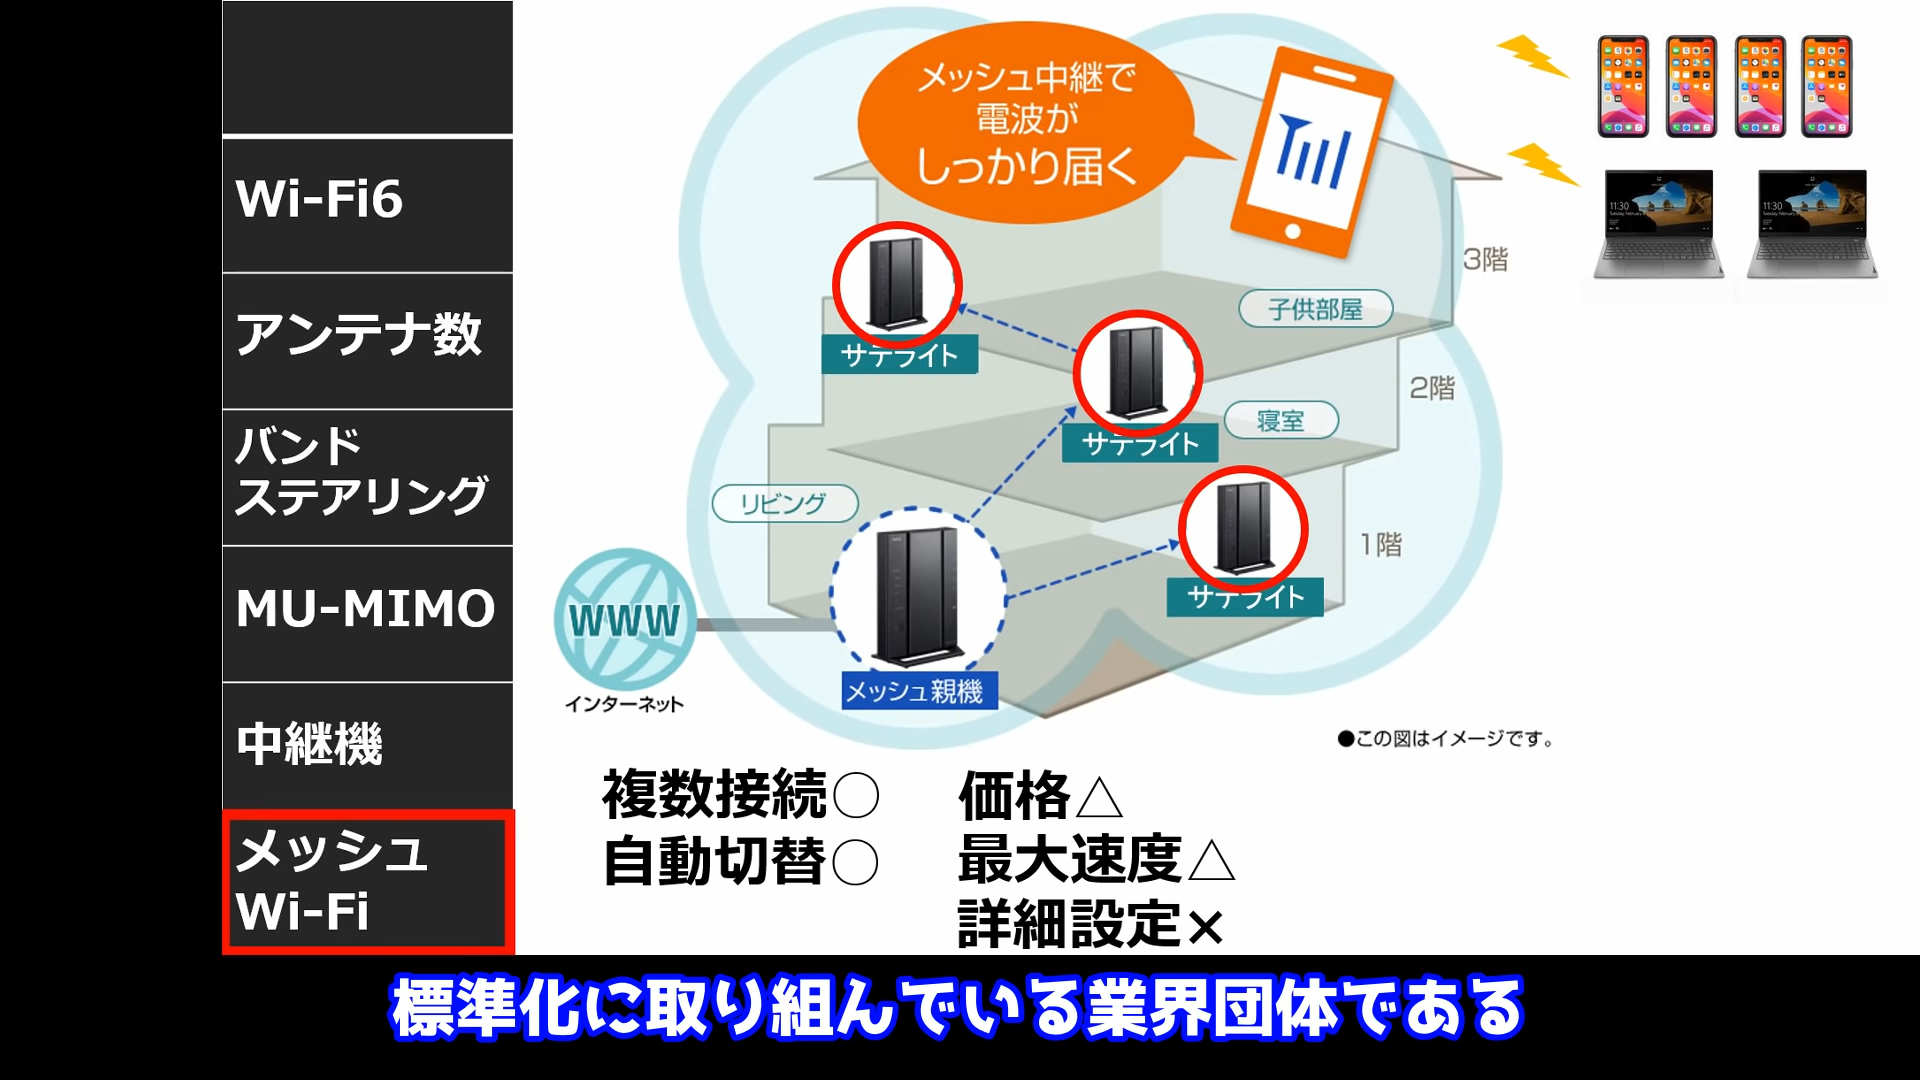 Wi-Fi6
アンテナ数
バンド
ステアリング
MU-MIMO
中継機
メッシュ
Wi-Fi
メッシュ中継で
電波が
しっかり届く
3階
子供部屋
サテライト
2階
寝室
サテライト
リビング
1階
サテライト
WWW
インターネット
メッシュ親機
●この図はイメージです。
複数接続○
自動切替○
価格△
最大速度△
詳細設定×
標準化に取り組んでいる業界団体である
11:30
11:30